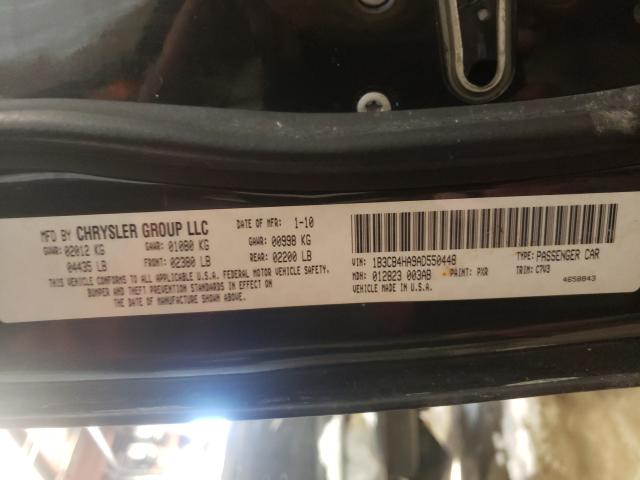 MFD BY CHRYSLER GROUP LLC DATE OF MFR: 1-10
GVWR: 02012 KG GAWR: 01080 KG GAWR: 00998 KG
04435 LB FRONT: 02380 LB REAR: 02200 LB
THIS VEHICLE CONFORMS TO ALL APPLICABLE U.S.A. FEDERAL MOTOR VEHICLE SAFETY,
BUMPER AND THEFT PREVENTION STANDARDS IN EFFECT ON
THE DATE OF MANUFACTURE SHOWN ABOVE.
VIN: 1B3CB4HA9AD550448 TYPE: PASSENGER CAR
MDH: 012823 003AB PAINT: PXR TRIM: C7V3
VEHICLE MADE IN U.S.A. 4658843